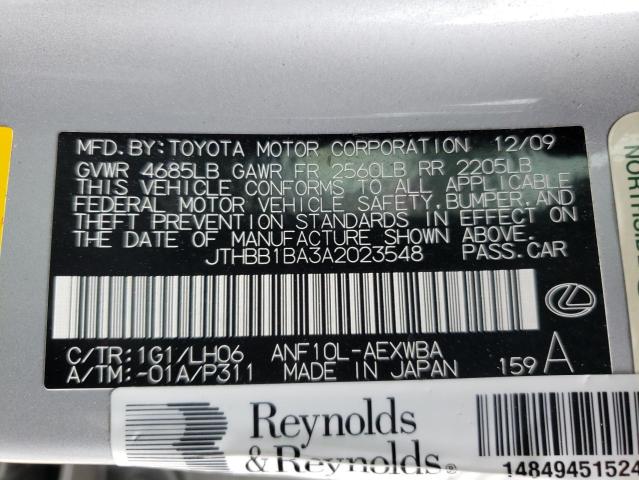 MFD.BY:TOYOTA MOTOR CORPORATION 12/09
GVWR 4685LB GAWR FR 2560LB RR 2205LB
THIS VEHICLE CONFORMS TO ALL APPLICABLE
FEDERAL MOTOR VEHICLE SAFETY,BUMPER,AND
THEFT PREVENTION STANDARDS IN EFFECT ON
THE DATE OF MANUFACTURE SHOWN ABOVE.
JTHBB1BA3A2023548 PASS.CAR
C/TR:1G1/LH06 ANF10L-AEXWBA
A/TM:-01A/P311 MADE IN JAPAN 159 A
Reynolds
& Reynolds®
14849451524